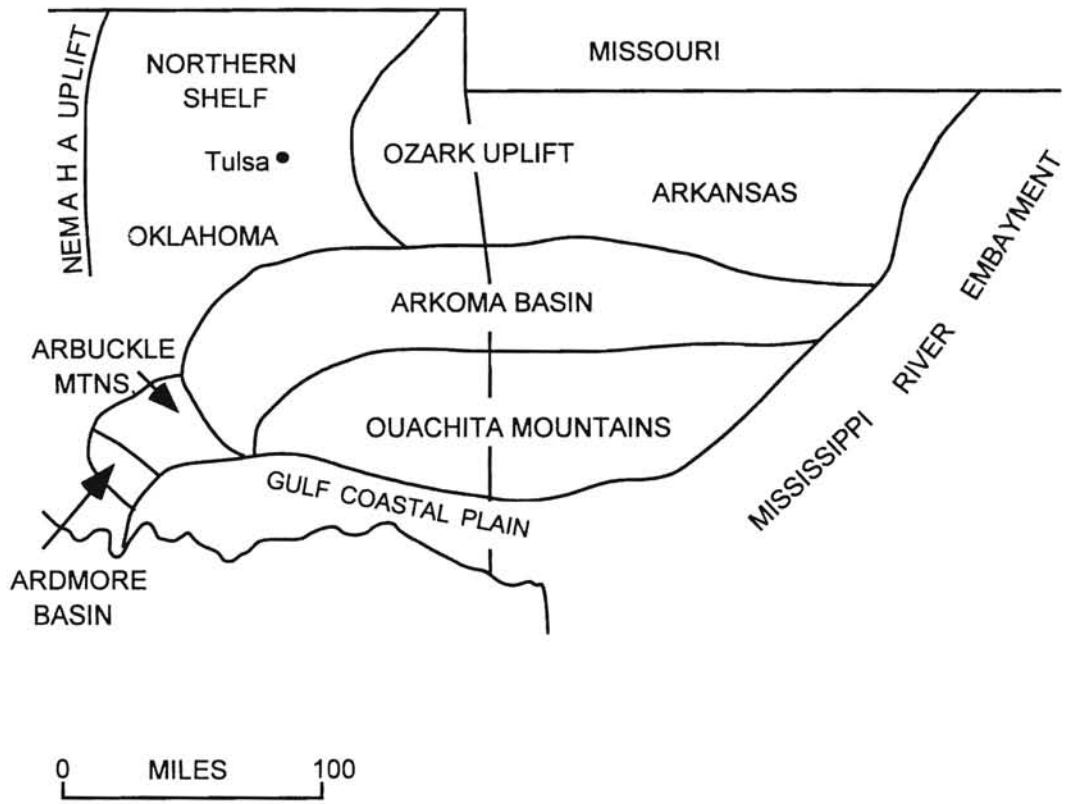 NEMAHA UPLIFT
NORTHERN
SHELF
MISSOURI
Tulsa
OZARK UPLIFT
ARKANSAS
OKLAHOMA
ARKOMA BASIN
ARBUCKLE
MTNS.
OUACHITA MOUNTAINS
GULF COASTAL PLAIN
MISSISSIPPI RIVER EMBAYMENT
ARDMORE
BASIN
0 MILES 100